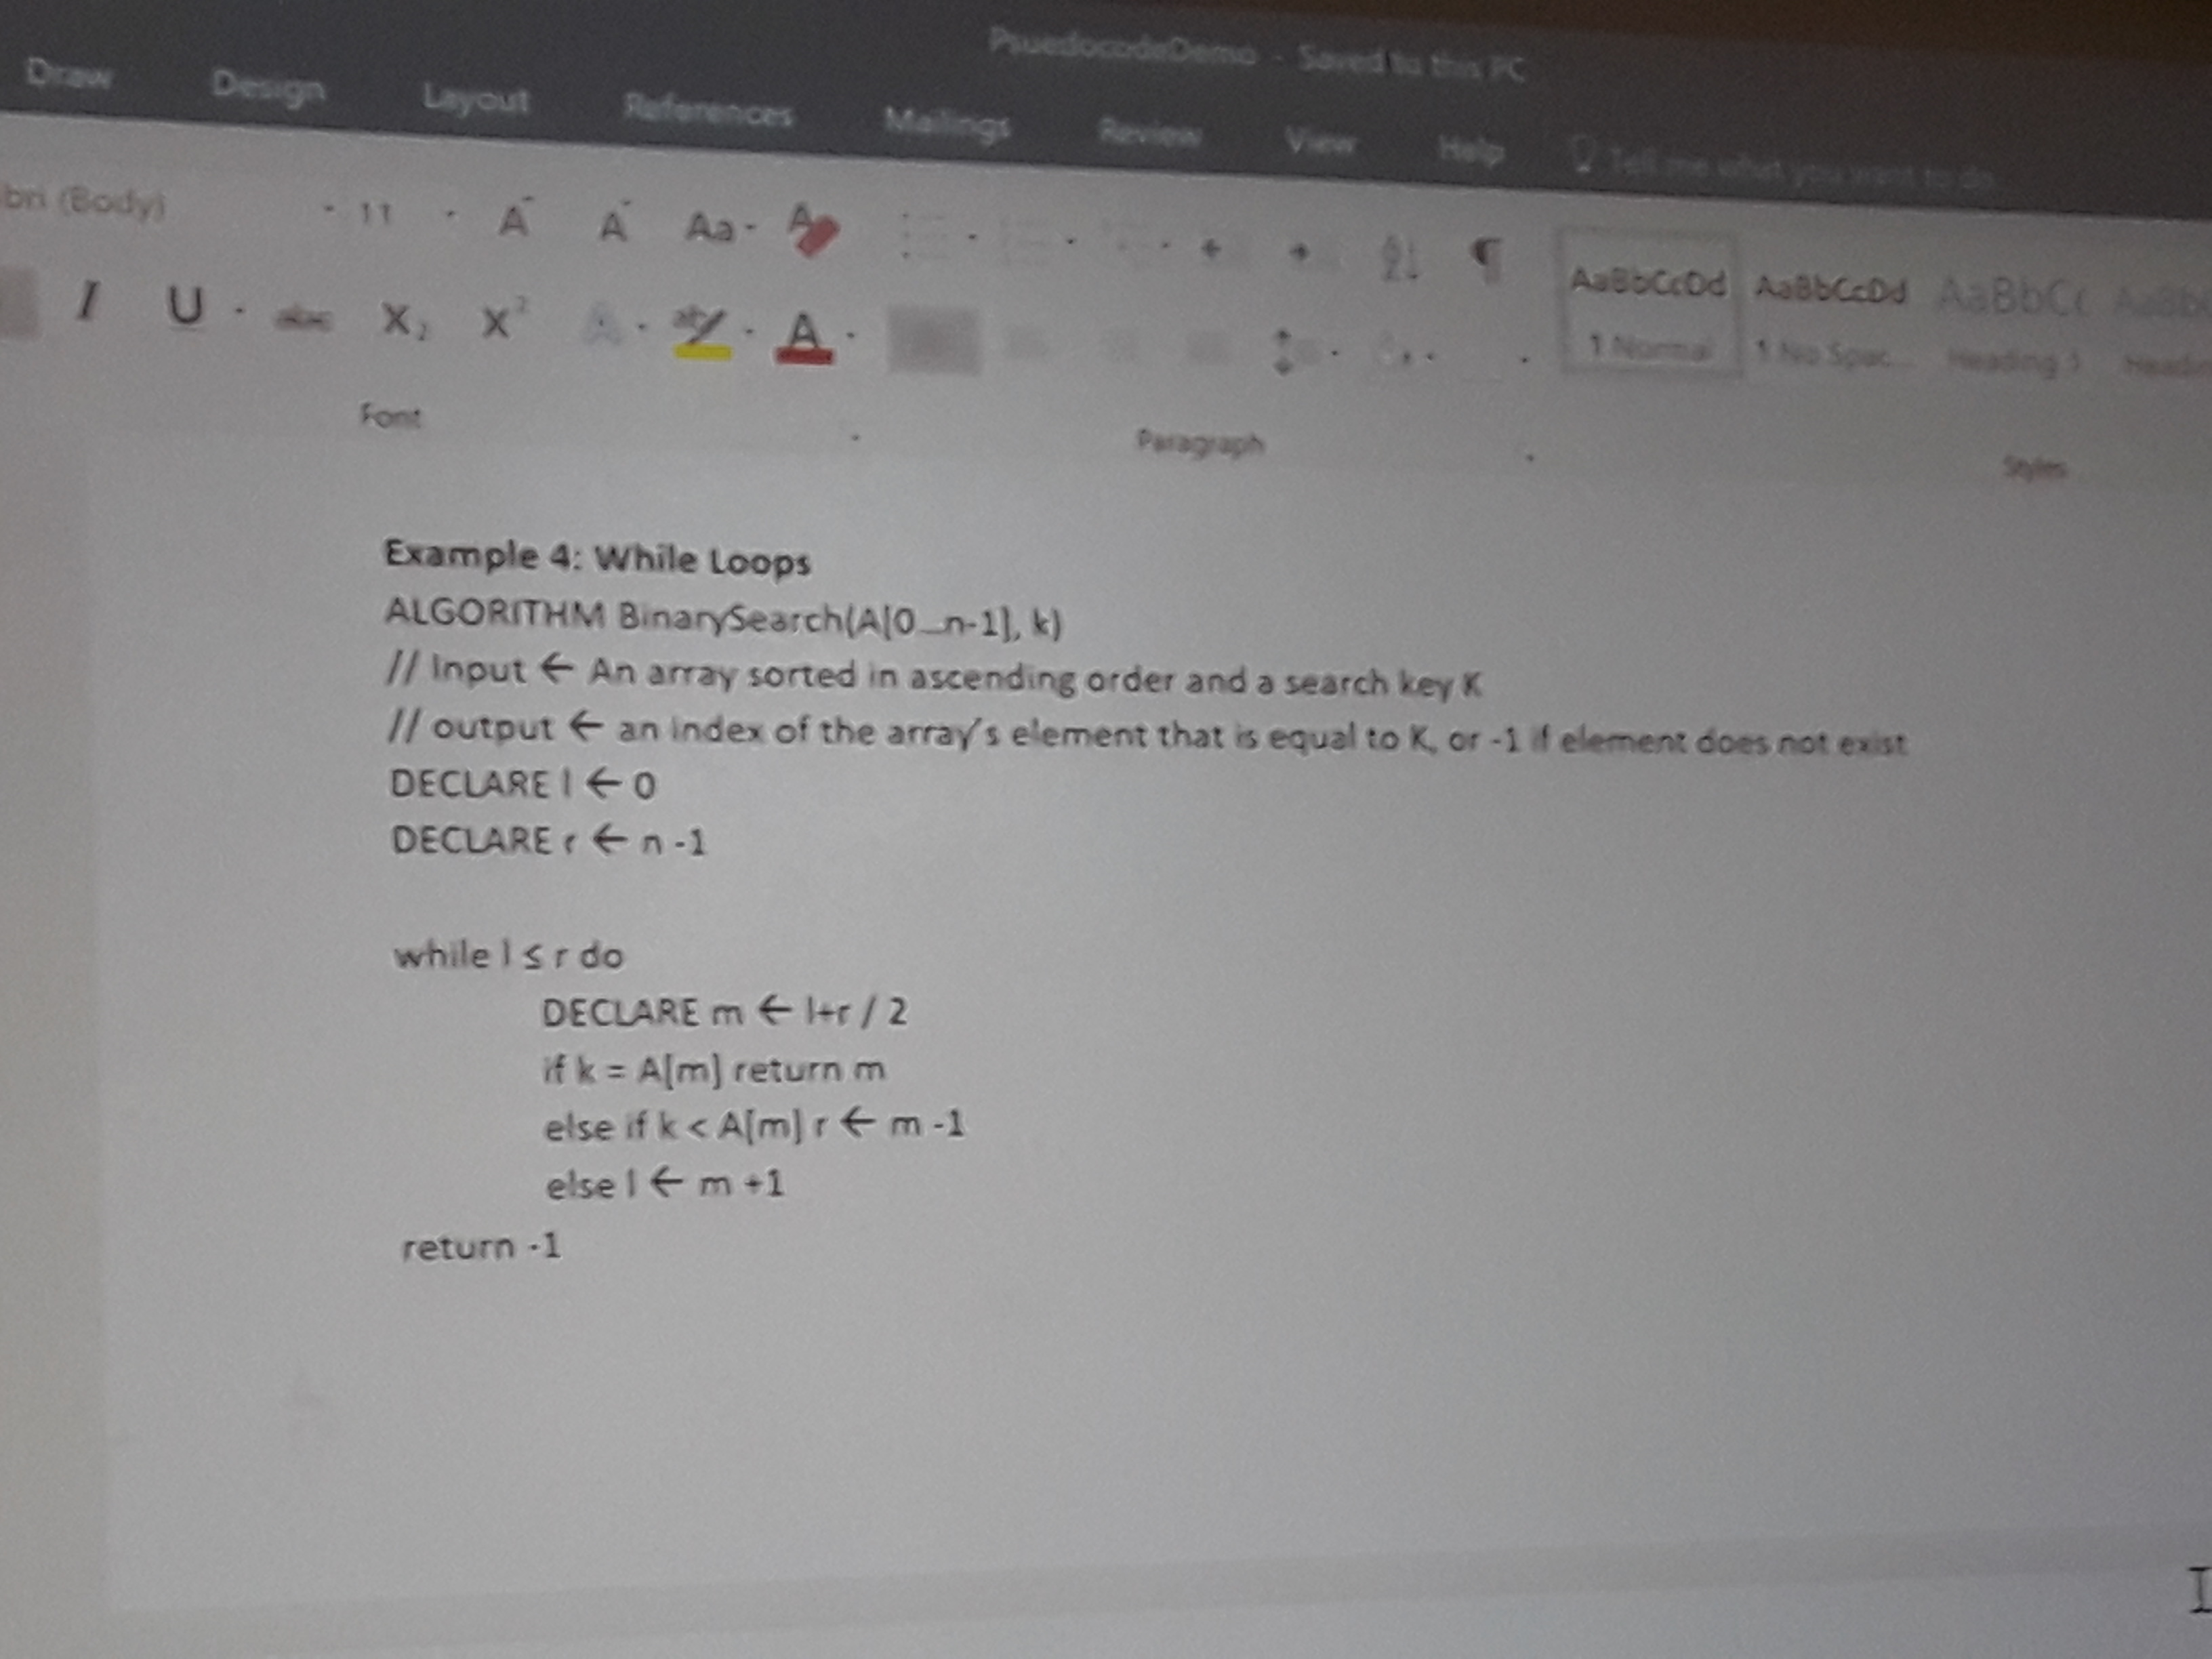 PsuedocodeDemo - Saved to this PC
Draw Design Layout References Mailings Review View Help Tell me what you want to do
bri (Body) 11 A A Aa A
I U abc X₂ X² A aby A
AaBbCcDd AaBbCcDd AaBbCc AaBb
¶ Normal ¶ No Spac... Heading 1 Headin
Font Paragraph Styles
Example 4: While Loops
ALGORITHM BinarySearch(A[0...n-1], k)
// Input ← An array sorted in ascending order and a search key K
// output ← an index of the array's element that is equal to K, or -1 if element does not exist
DECLARE l ← 0
DECLARE r ← n -1
while l ≤ r do
DECLARE m ← l+r / 2
if k = A[m] return m
else if k < A[m] r ← m -1
else l ← m +1
return -1